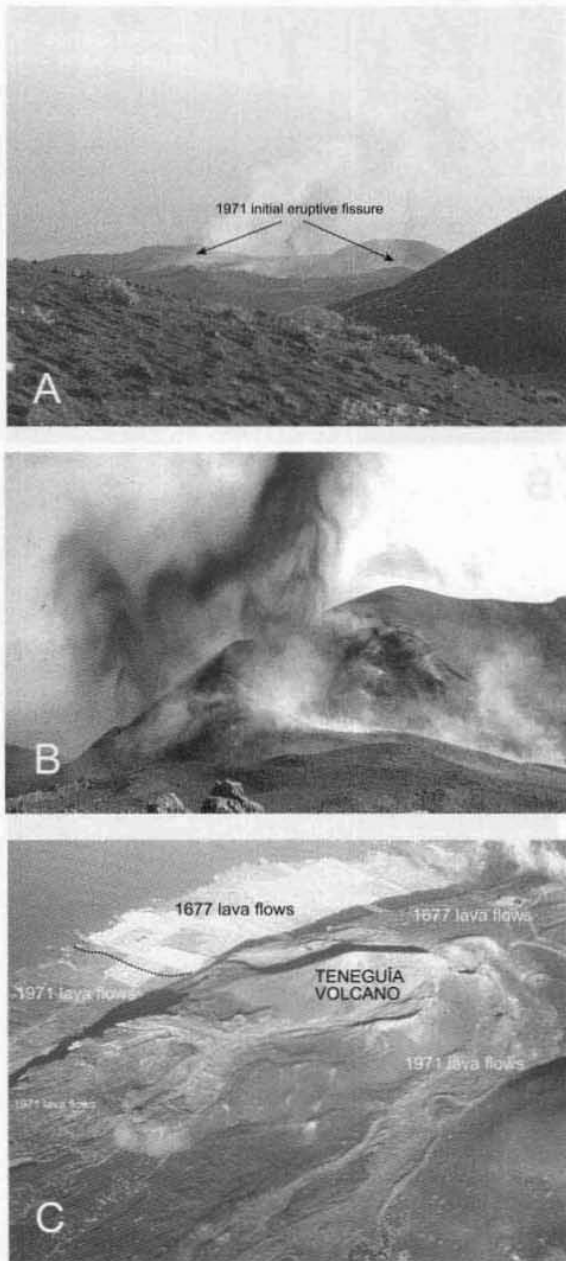 1971 initial eruptive fissure
A
B
1677 lava flows
1677 lava flows
TENEGUÍA
VOLCANO
1971 lava flows
1971 lava flows
1971 lava flows
C